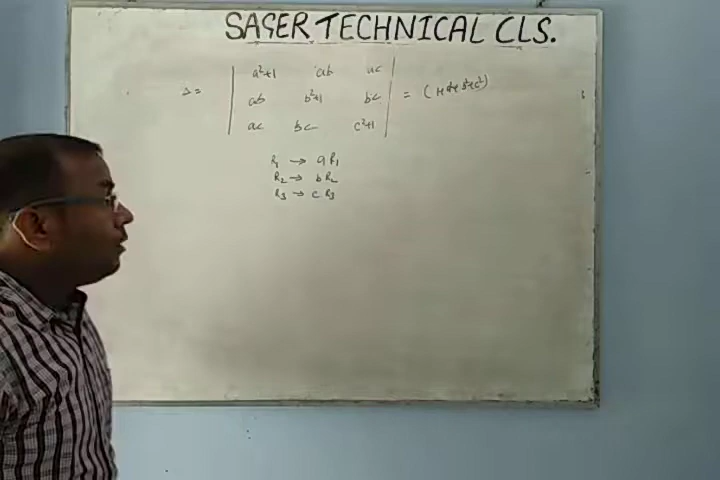 SAGER TECHNICAL CLS.
Δ = | a²+1 ab ac |
| ab b²+1 bc | = (1+a²+b²+c²)
| ac bc c²+1 |
R₁ → aR₁
R₂ → bR₂
R₃ → cR₃